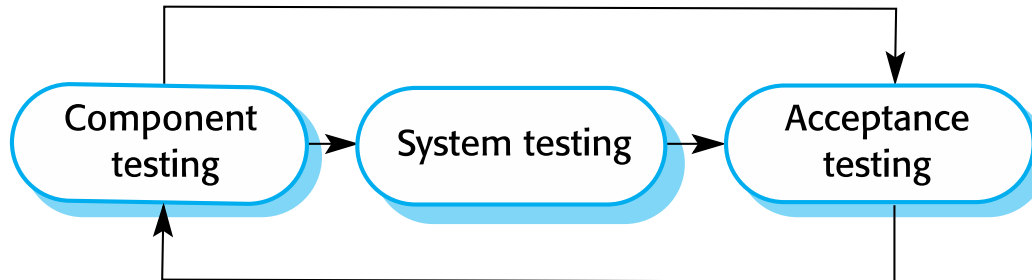 Component
testing
System testing
Acceptance
testing